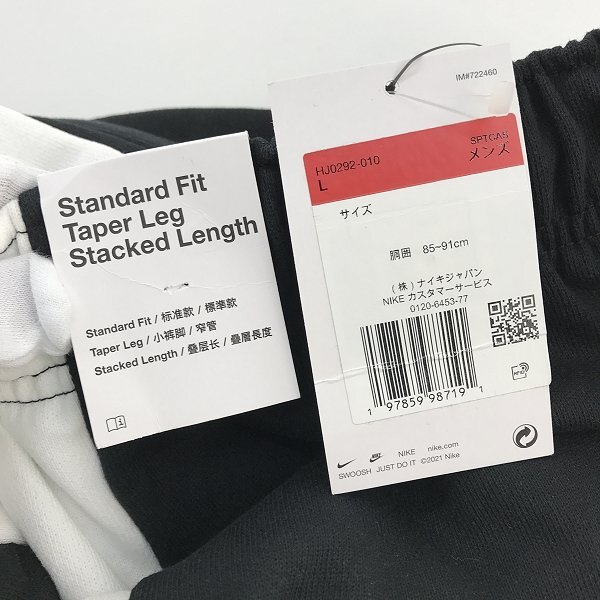 Standard Fit
Taper Leg
Stacked Length
Standard Fit / 标准款 / 標準款
Taper Leg / 小裤脚 / 窄管
Stacked Length / 叠层长 / 疊層長度
IM#722460
HJ0292-010
SPTCAS
L
メンズ
サイズ
胴囲 85~91cm
(株) ナイキジャパン
NIKE カスタマーサービス
0120-6453-77
1 97859 98719 1
NIKE nike.com
SWOOSH JUST DO IT ©2021 NIKE